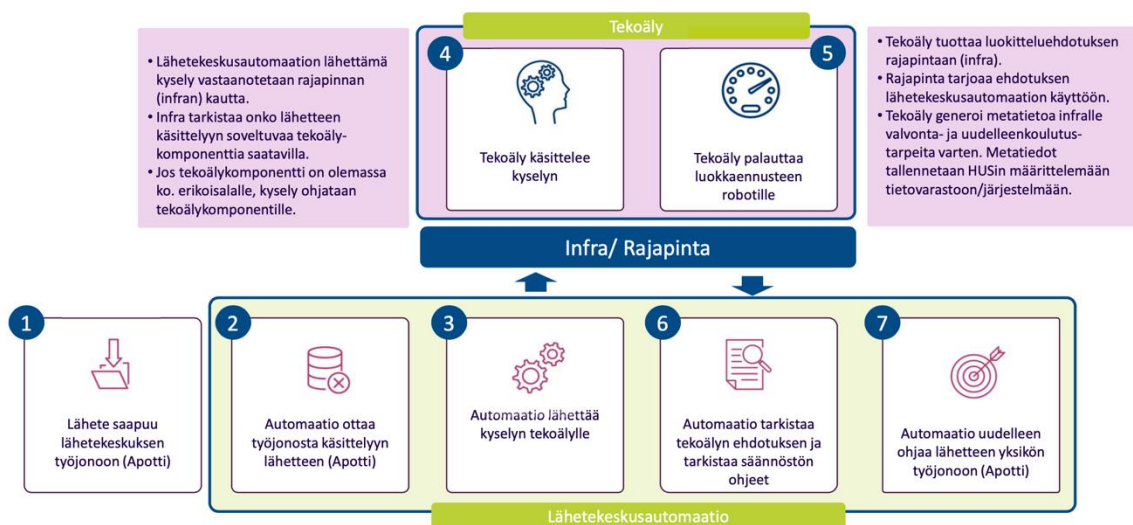 Tekoäly
• Lähetekeskusautomaation lähettämä
kysely vastaanotetaan rajapinnan
(infran) kautta.
• Infra tarkistaa onko lähetteen
käsittelyyn soveltuvaa tekoäly-
komponenttia saatavilla.
• Jos tekoälykomponentti on olemassa
ko. erikoisalalle, kysely ohjataan
tekoälykomponentille.
4
Tekoäly käsittelee
kyselyn
5
Tekoäly palauttaa
luokkaennusteen
robotille
• Tekoäly tuottaa luokitteluehdotuksen
rajapintaan (infra).
• Rajapinta tarjoaa ehdotuksen
lähetekeskusautomaation käyttöön.
• Tekoäly generoi metatietoa infralle
valvonta- ja uudelleenkoulutus-
tarpeita varten. Metatiedot
tallennetaan HUSin määrittelemään
tietovarastoon/järjestelmään.
Infra/ Rajapinta
1
Lähete saapuu
lähetekeskuksen
työjonoon (Apotti)
2
Automaatio ottaa
työjonosta käsittelyyn
lähetteen (Apotti)
3
Automaatio lähettää
kyselyn tekoälylle
6
Automaatio tarkistaa
tekoälyn ehdotuksen ja
tarkistaa säännöstön
ohjeet
7
Automaatio uudelleen
ohjaa lähetteen yksikön
työjonoon (Apotti)
Lähetekeskusautomaatio